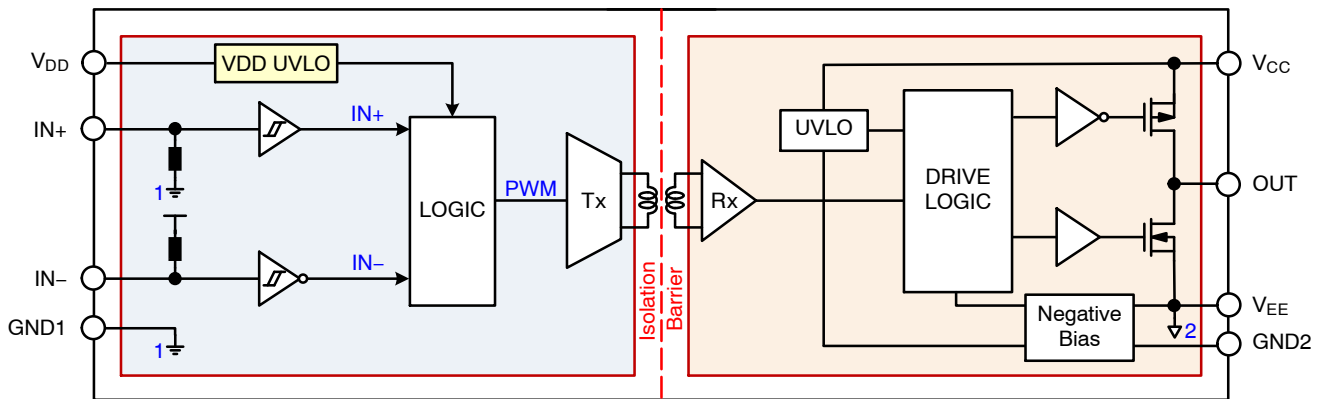 VDD
VDD UVLO
VCC
IN+
IN+
UVLO
1
PWM
LOGIC
Tx
Rx
DRIVE
LOGIC
OUT
IN−
IN−
Isolation
Barrier
Negative
Bias
VEE
GND1
1
2
GND2